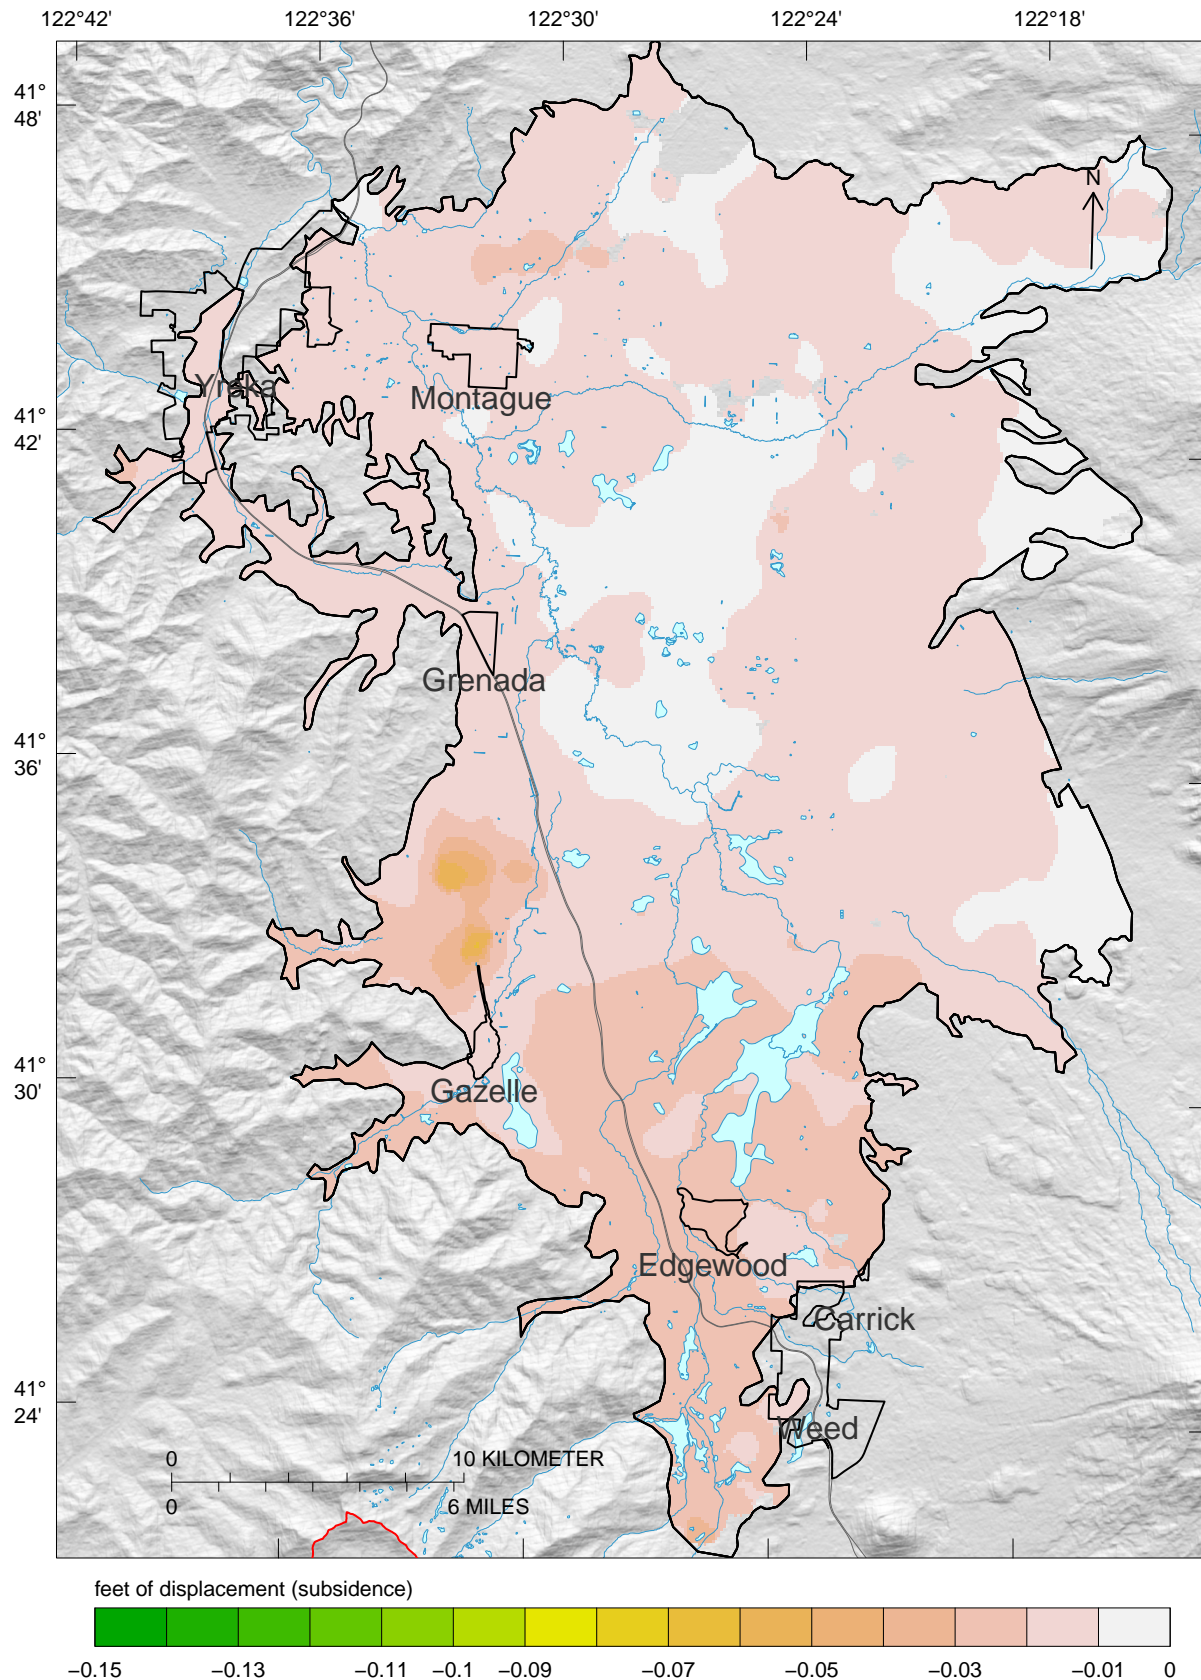 122°42' 122°36' 122°30' 122°24' 122°18'
41°
48'
N
Yreka
Montague
41°
42'
Grenada
41°
36'
41°
30'
Gazelle
Edgewood
Carrick
41°
24'
Weed
0 10 KILOMETER
0 6 MILES
feet of displacement (subsidence)
−0.15 −0.13 −0.11 −0.1 −0.09 −0.07 −0.05 −0.03 −0.01 0